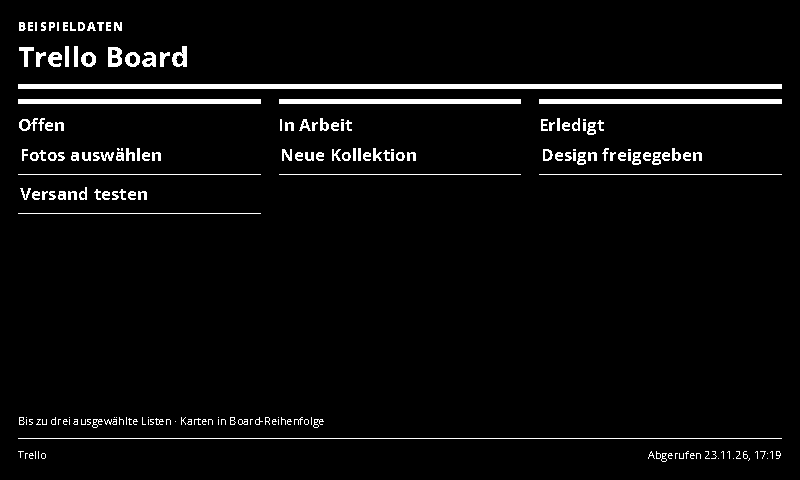 BEISPIELDATEN
Trello Board
Offen
Fotos auswählen
Versand testen
In Arbeit
Neue Kollektion
Erledigt
Design freigegeben
Bis zu drei ausgewählte Listen · Karten in Board-Reihenfolge
Trello
Abgerufen 23.11.26, 17:19